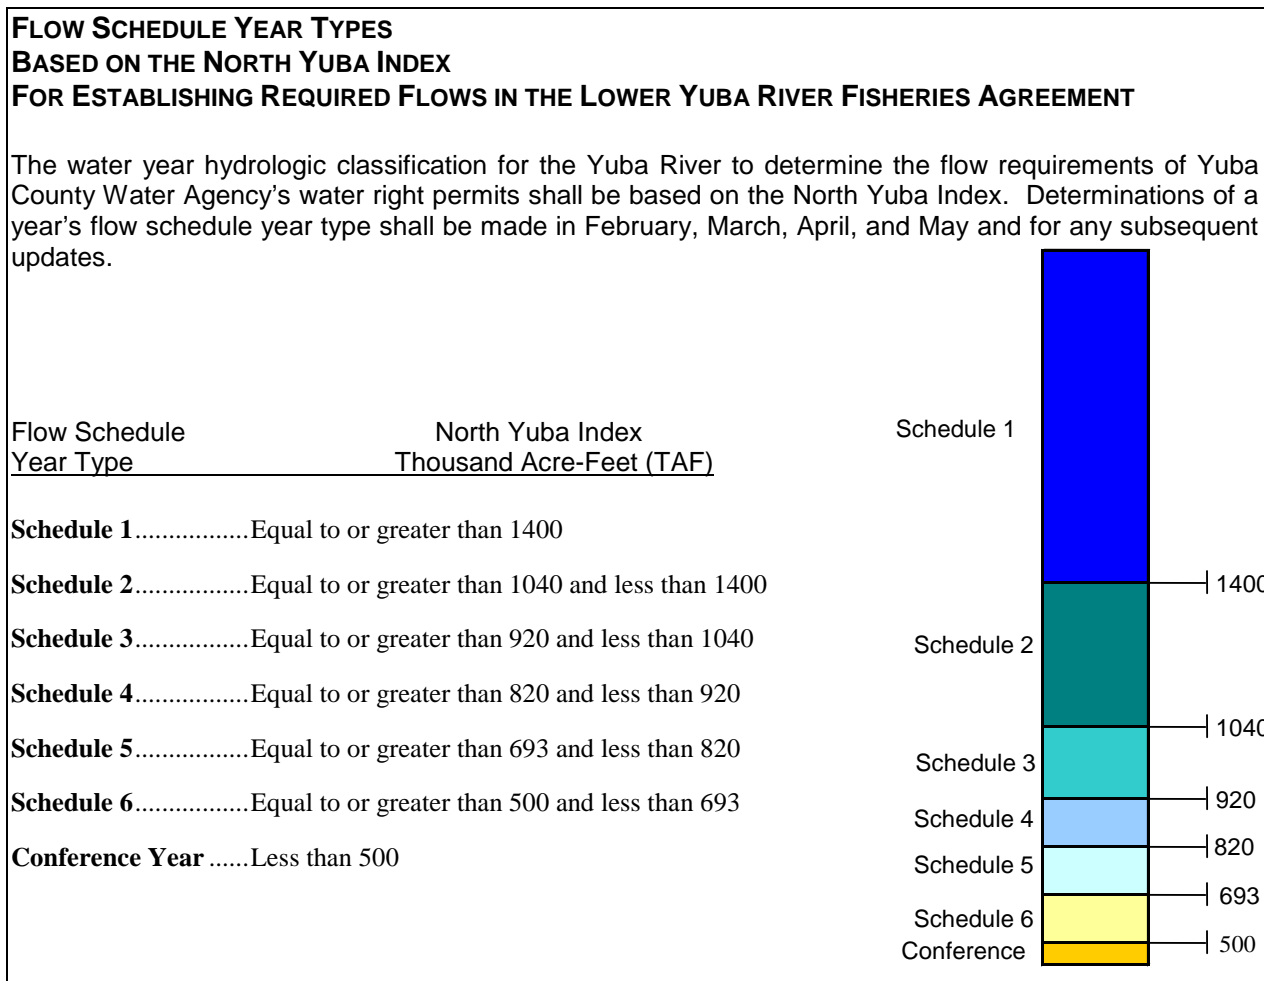 FLOW SCHEDULE YEAR TYPES
BASED ON THE NORTH YUBA INDEX
FOR ESTABLISHING REQUIRED FLOWS IN THE LOWER YUBA RIVER FISHERIES AGREEMENT
The water year hydrologic classification for the Yuba River to determine the flow requirements of Yuba
County Water Agency's water right permits shall be based on the North Yuba Index. Determinations of a
year's flow schedule year type shall be made in February, March, April, and May and for any subsequent
updates.
Flow Schedule North Yuba Index
Year Type Thousand Acre-Feet (TAF)
Schedule 1.................Equal to or greater than 1400
Schedule 2.................Equal to or greater than 1040 and less than 1400
Schedule 3.................Equal to or greater than 920 and less than 1040
Schedule 4.................Equal to or greater than 820 and less than 920
Schedule 5.................Equal to or greater than 693 and less than 820
Schedule 6.................Equal to or greater than 500 and less than 693
Conference Year ......Less than 500
Schedule 1
1400
Schedule 2
1040
Schedule 3
920
Schedule 4
820
Schedule 5
693
Schedule 6
500
Conference